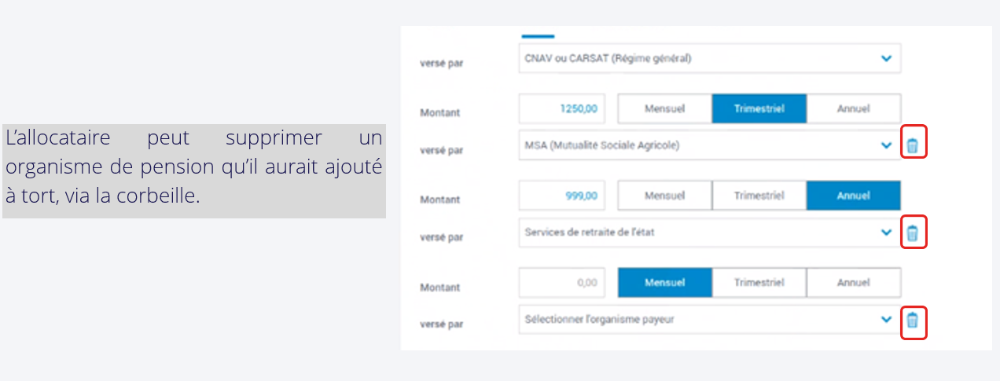 L’allocataire peut supprimer un
organisme de pension qu’il aurait ajouté
à tort, via la corbeille.
versé par CNAV ou CARSAT (Régime général)
Montant 1250,00 Mensuel Trimestriel Annuel
versé par MSA (Mutualité Sociale Agricole)
Montant 999,00 Mensuel Trimestriel Annuel
versé par Services de retraite de l’état
Montant 0,00 Mensuel Trimestriel Annuel
versé par Sélectionner l’organisme payeur